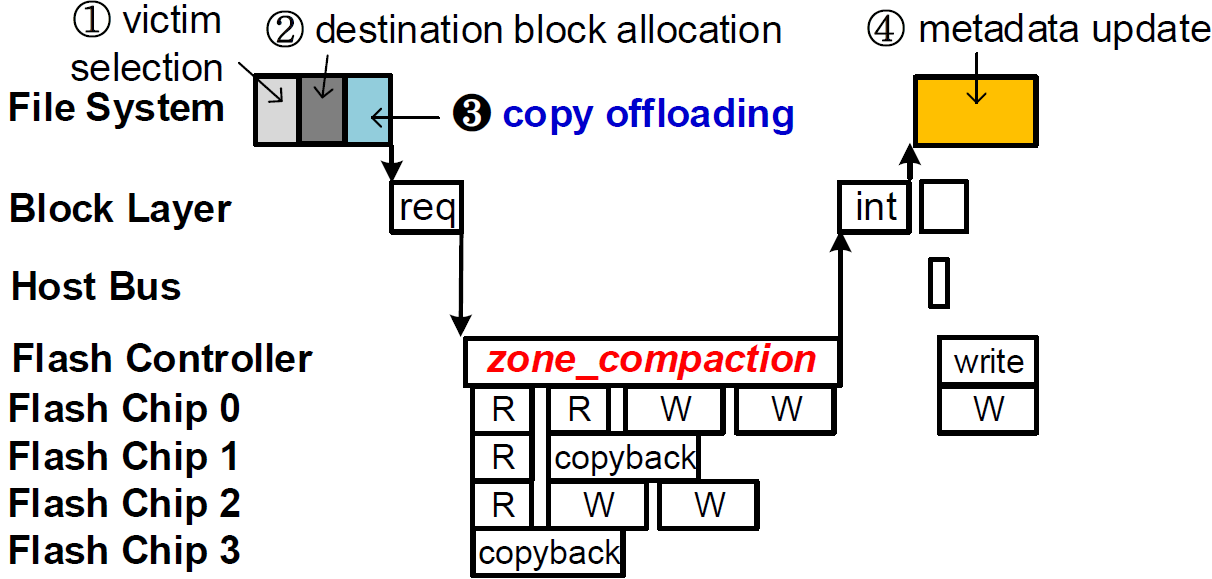 ① victim selection
② destination block allocation
④ metadata update
File System
❸ copy offloading
Block Layer
req
int
Host Bus
Flash Controller
zone_compaction
write
Flash Chip 0
R R W W W
Flash Chip 1
R copyback
Flash Chip 2
R W W
Flash Chip 3
copyback